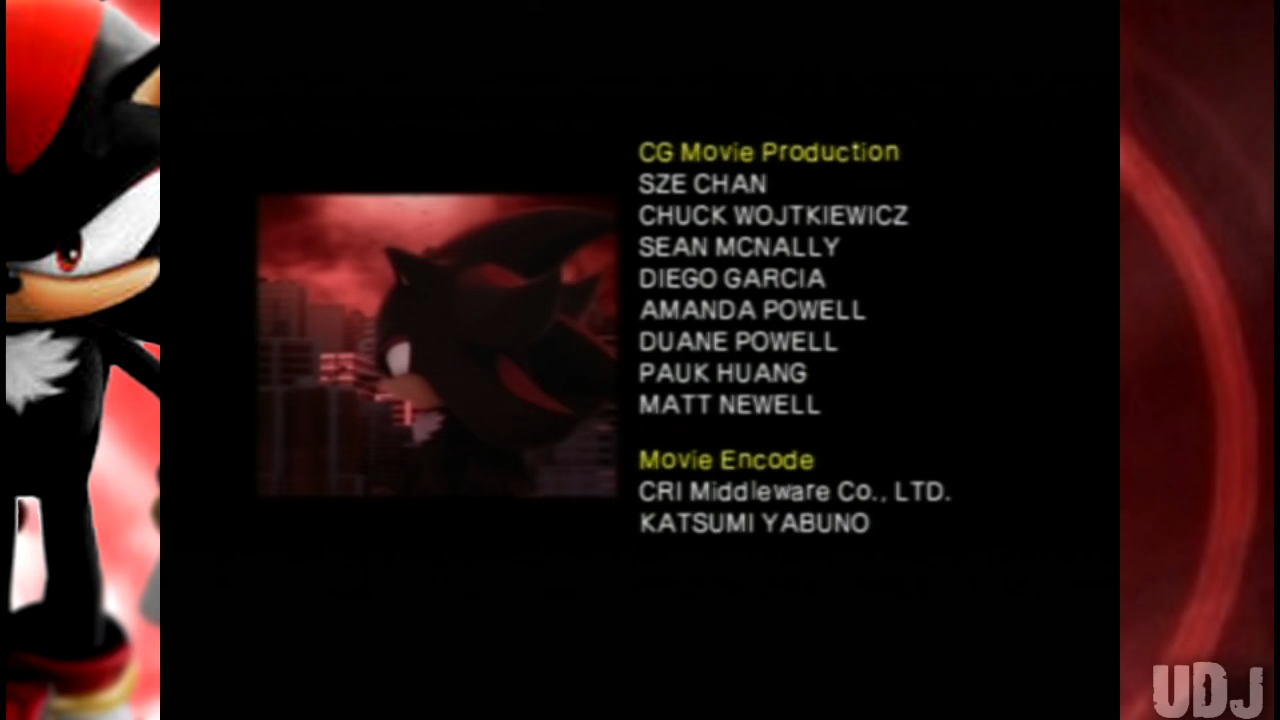 CG Movie Production
SZE CHAN
CHUCK WOJTKIEWICZ
SEAN MCNALLY
DIEGO GARCIA
AMANDA POWELL
DUANE POWELL
PAUK HUANG
MATT NEWELL
Movie Encode
CRI Middleware Co., LTD.
KATSUMI YABUNO
UDJ